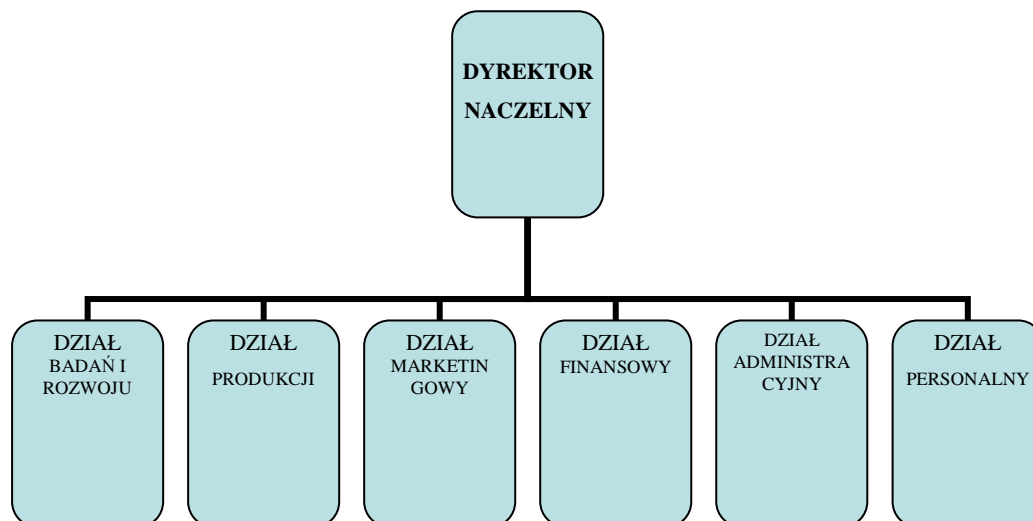 DYREKTOR
NACZELNY
DZIAŁ
BADAŃ I
ROZWOJU
DZIAŁ
PRODUKCJI
DZIAŁ
MARKETIN
GOWY
DZIAŁ
FINANSOWY
DZIAŁ
ADMINISTRA
CYJNY
DZIAŁ
PERSONALNY